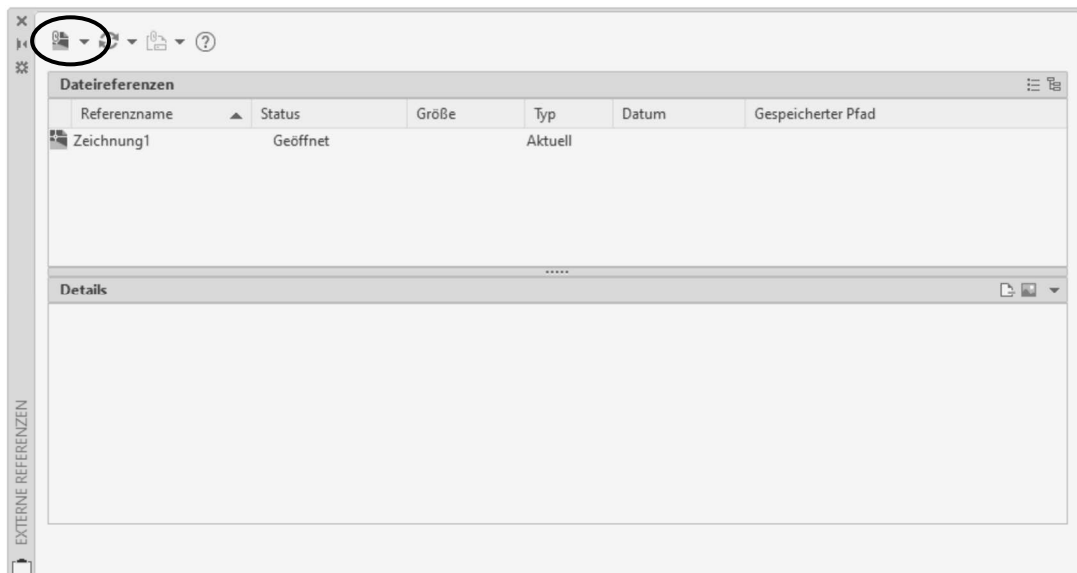 Dateireferenzen
Referenzname Status Größe Typ Datum Gespeicherter Pfad
Zeichnung1 Geöffnet Aktuell
Details
EXTERNE REFERENZEN